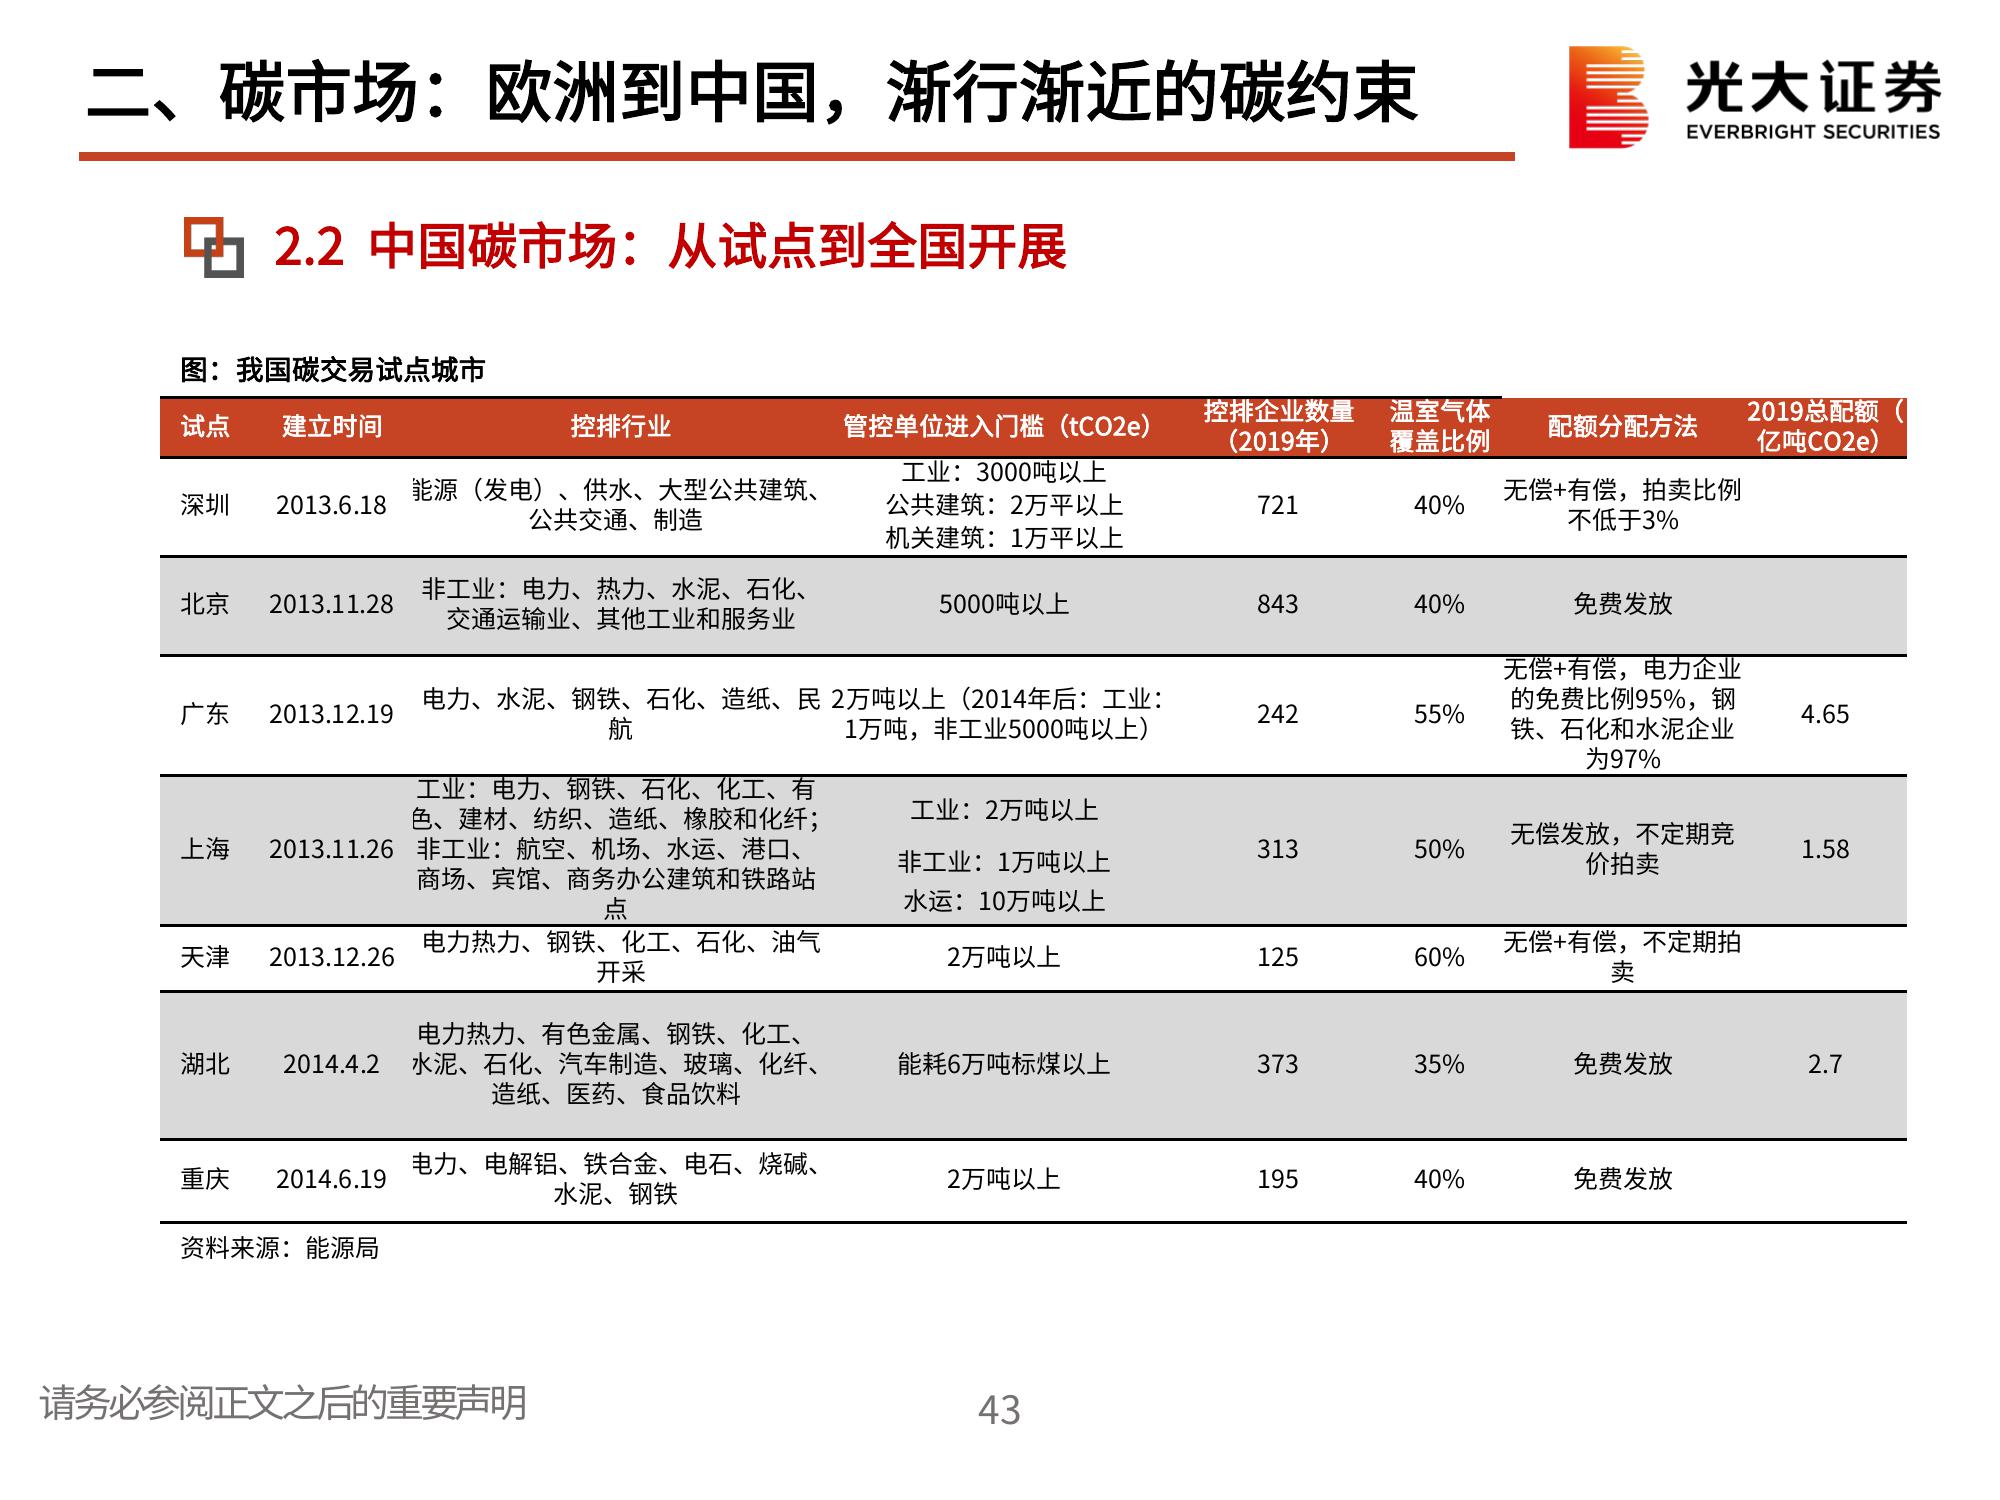 二、碳市场：欧洲到中国，渐行渐近的碳约束
光大证券
EVERBRIGHT SECURITIES
2.2 中国碳市场：从试点到全国开展
图：我国碳交易试点城市
试点
建立时间
控排行业
管控单位进入门槛（tCO2e）
控排企业数量
（2019年）
温室气体
覆盖比例
配额分配方法
2019总配额（
亿吨CO2e）
深圳
2013.6.18
能源（发电）、供水、大型公共建筑、
公共交通、制造
工业：3000吨以上
公共建筑：2万平以上
机关建筑：1万平以上
721
40%
无偿+有偿，拍卖比例
不低于3%
北京
2013.11.28
非工业：电力、热力、水泥、石化、
交通运输业、其他工业和服务业
5000吨以上
843
40%
免费发放
广东
2013.12.19
电力、水泥、钢铁、石化、造纸、民
航
2万吨以上（2014年后：工业：
1万吨，非工业5000吨以上）
242
55%
无偿+有偿，电力企业
的免费比例95%，钢
铁、石化和水泥企业
为97%
4.65
上海
2013.11.26
工业：电力、钢铁、石化、化工、有
色、建材、纺织、造纸、橡胶和化纤；
非工业：航空、机场、水运、港口、
商场、宾馆、商务办公建筑和铁路站
点
工业：2万吨以上
非工业：1万吨以上
水运：10万吨以上
313
50%
无偿发放，不定期竞
价拍卖
1.58
天津
2013.12.26
电力热力、钢铁、化工、石化、油气
开采
2万吨以上
125
60%
无偿+有偿，不定期拍
卖
湖北
2014.4.2
电力热力、有色金属、钢铁、化工、
水泥、石化、汽车制造、玻璃、化纤、
造纸、医药、食品饮料
能耗6万吨标煤以上
373
35%
免费发放
2.7
重庆
2014.6.19
电力、电解铝、铁合金、电石、烧碱、
水泥、钢铁
2万吨以上
195
40%
免费发放
资料来源：能源局
请务必参阅正文之后的重要声明
43